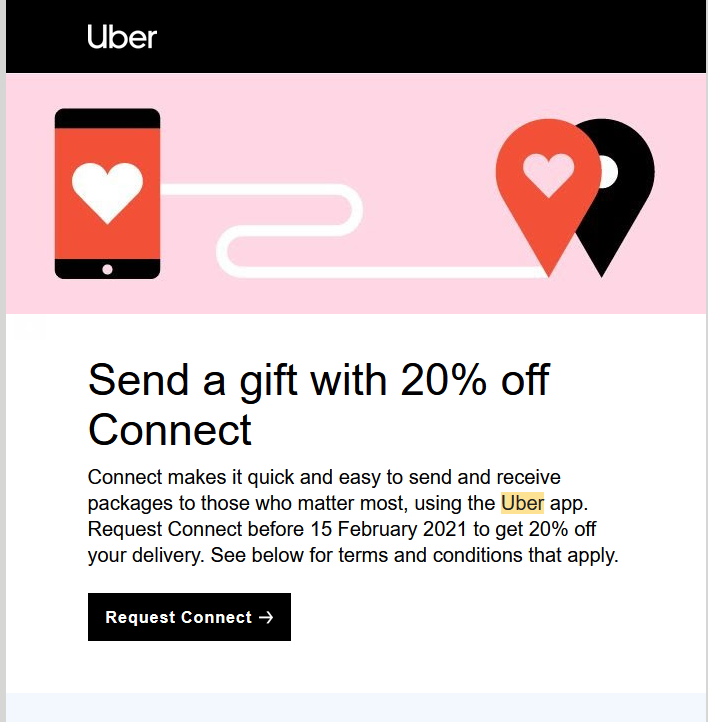 Uber
Send a gift with 20% off
Connect
Connect makes it quick and easy to send and receive
packages to those who matter most, using the Uber app.
Request Connect before 15 February 2021 to get 20% off
your delivery. See below for terms and conditions that apply.
Request Connect →